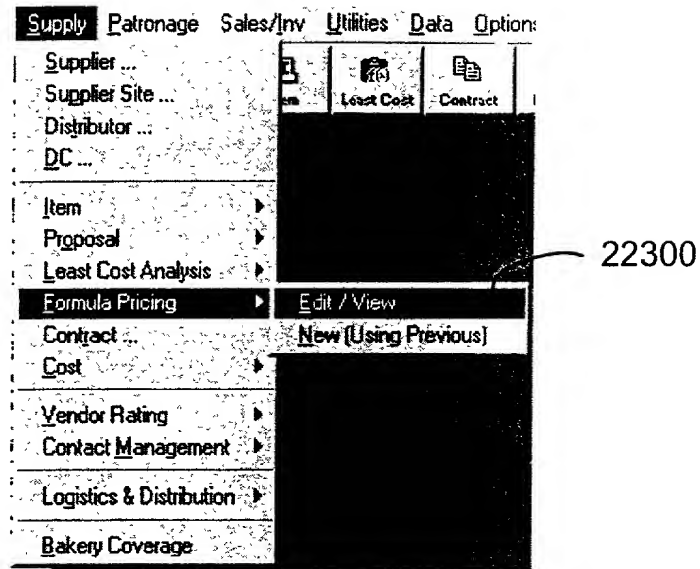 Supply Patronage Sales/Inv Utilities Data Options
Supplier ...
Supplier Site ...
Distributor ...
DC ...
Least Cost Contract
Item
Proposal
Least Cost Analysis
Formula Pricing
Edit / View
22300
Contract ...
New (Using Previous)
Cost
Vendor Rating
Contact Management
Logistics & Distribution
Bakery Coverage